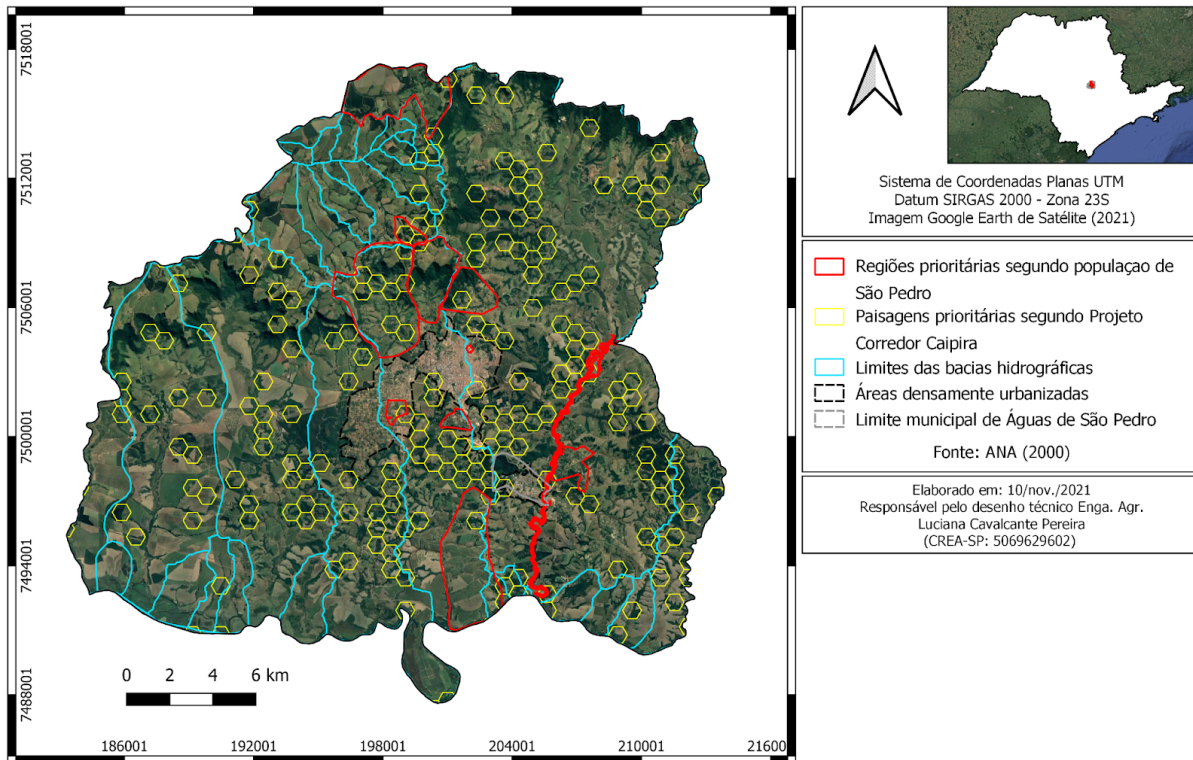 7518001
7512001
7506001
7500001
7494001
7488001
0 2 4 6 km
186001 192001 198001 204001 210001 21600
Sistema de Coordenadas Planas UTM
Datum SIRGAS 2000 - Zona 23S
Imagem Google Earth de Satélite (2021)
Regiões prioritárias segundo populaçao de
São Pedro
Paisagens prioritárias segundo Projeto
Corredor Caipira
Limites das bacias hidrográficas
Áreas densamente urbanizadas
Limite municipal de Águas de São Pedro
Fonte: ANA (2000)
Elaborado em: 10/nov./2021
Responsável pelo desenho técnico Enga. Agr.
Luciana Cavalcante Pereira
(CREA-SP: 5069629602)